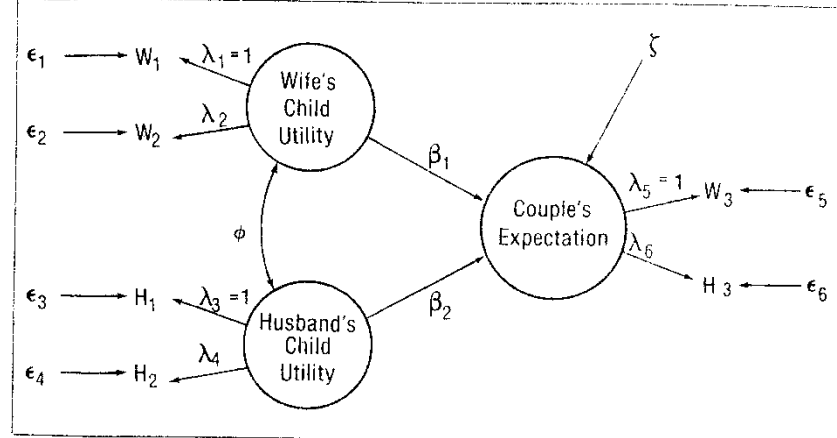 ϵ₁ W₁ λ₁ = 1
Wife's
Child
Utility
ζ
ϵ₂ W₂ λ₂
β₁
λ₅ = 1 W₃ ϵ₅
Couple's
Expectation
ϕ
λ₆
H₃ ϵ₆
ϵ₃ H₁ λ₃ = 1
β₂
Husband's
Child
Utility
ϵ₄ H₂ λ₄